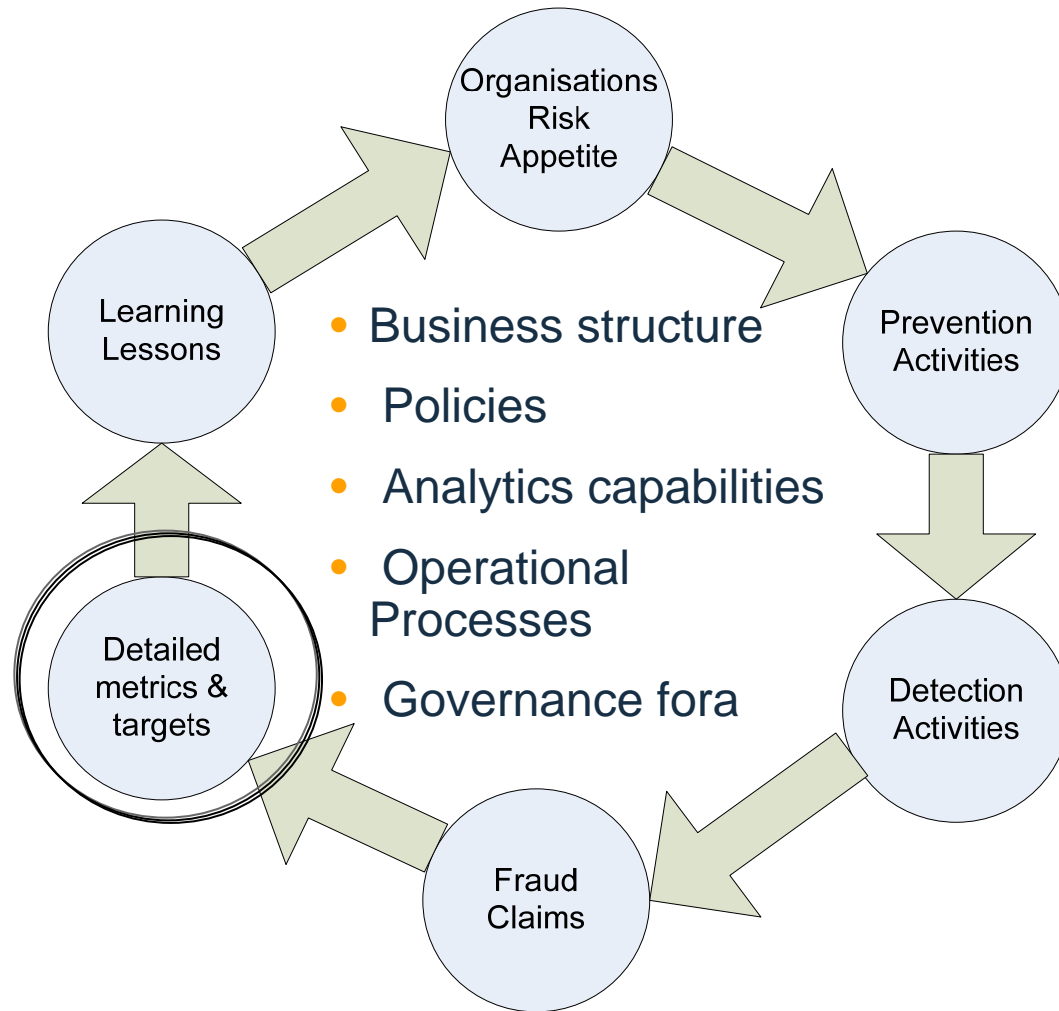 Organisations
Risk
Appetite
Prevention
Activities
Detection
Activities
Fraud
Claims
Detailed
metrics &
targets
Learning
Lessons
• Business structure
• Policies
• Analytics capabilities
• Operational
Processes
• Governance fora